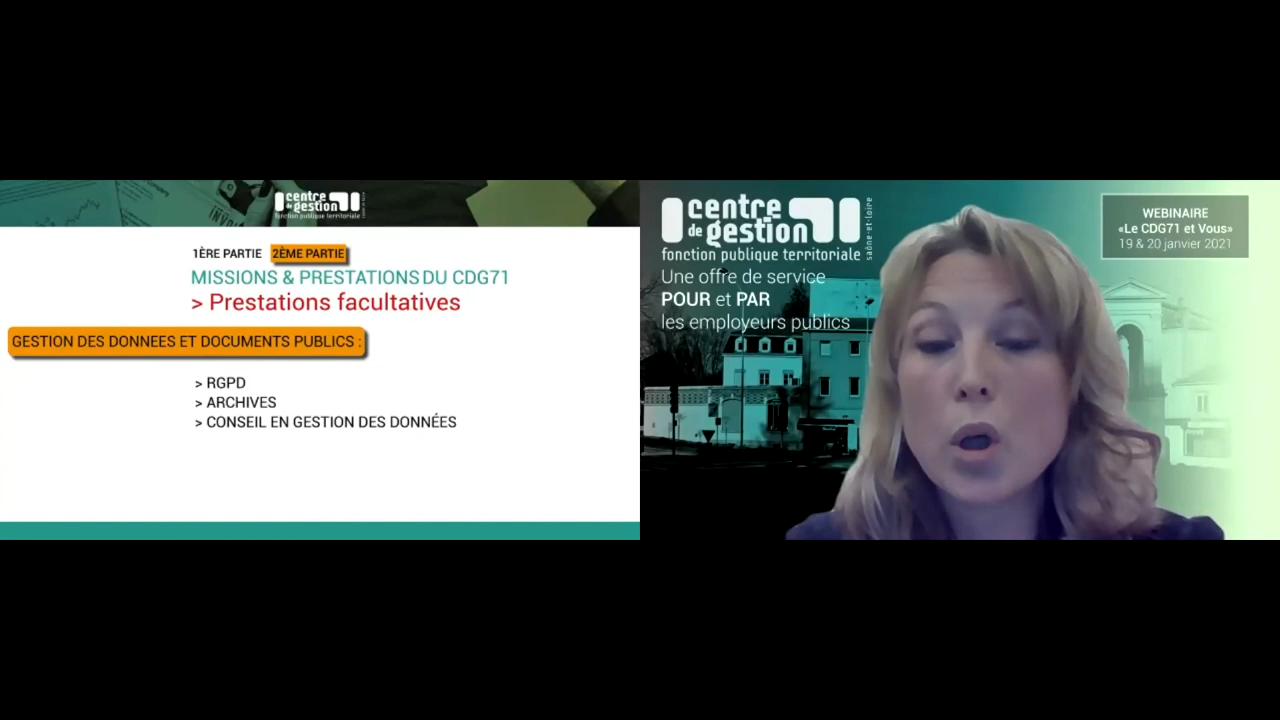 centre
de gestion
fonction publique territoriale
1ÈRE PARTIE 2ÈME PARTIE
MISSIONS & PRESTATIONS DU CDG71
> Prestations facultatives
GESTION DES DONNEES ET DOCUMENTS PUBLICS :
> RGPD
> ARCHIVES
> CONSEIL EN GESTION DES DONNÉES
centre
de gestion
fonction publique territoriale
saône-et-loire
Une offre de service
POUR et PAR
les employeurs publics
WEBINAIRE
«Le CDG71 et Vous»
19 & 20 janvier 2021